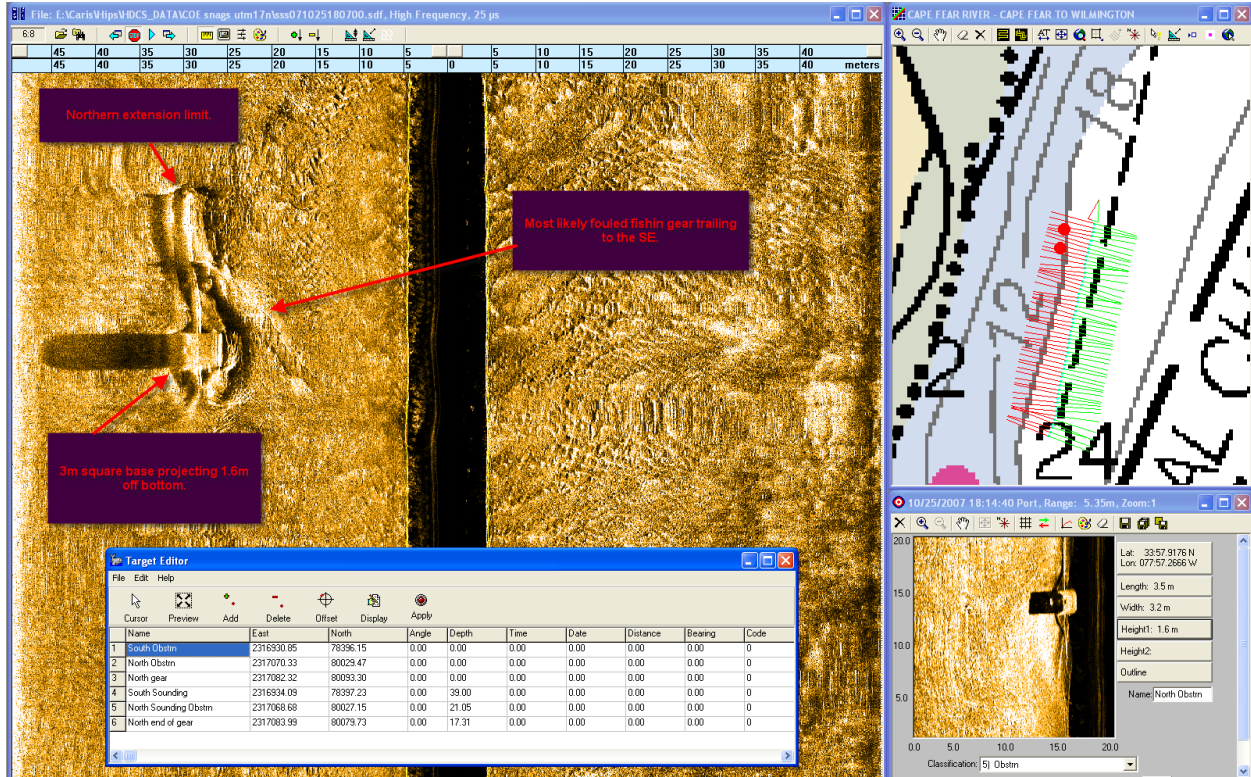 File: E:\Caris\Hips\HDCS_DATA\COE snags utm17n\sss071025180700.sdf, High Frequency, 25 µs
6:8
45 40 35 30 25 20 15 10 5 5 10 15 20 25 30 35 40
45 40 35 30 25 20 15 10 5 0 5 10 15 20 25 30 35 40 meters
Northern extension limit.
Most likely fouled fishin gear trailing
to the SE.
3m square base projecting 1.6m
off bottom.
Target Editor
File Edit Help
Cursor Preview Add Delete Offset Display Apply
Name East North Angle Depth Time Date Distance Bearing Code
1 South Obstrn 2316930.85 78396.15 0.00 0.00 0.00 0.00 0.00 0.00 0
2 North Obstrn 2317070.33 80029.47 0.00 0.00 0.00 0.00 0.00 0.00 0
3 North gear 2317082.32 80093.30 0.00 0.00 0.00 0.00 0.00 0.00 0
4 South Sounding 2316934.09 78397.23 0.00 39.00 0.00 0.00 0.00 0.00 0
5 North Sounding Obstrn 2317068.68 80027.15 0.00 21.05 0.00 0.00 0.00 0.00 0
6 North end of gear 2317083.99 80079.73 0.00 17.31 0.00 0.00 0.00 0.00 0
CAPE FEAR RIVER - CAPE FEAR TO WILMINGTON
18
12
2
24
10/25/2007 18:14:40 Port, Range: 5.35m, Zoom:1
20.0
15.0
10.0
5.0
0.0 5.0 10.0 15.0 20.0
Lat: 33:57.9176 N
Lon: 077:57.2666 W
Length: 3.5 m
Width: 3.2 m
Height1: 1.6 m
Height2:
Outline
Name: North Obstrn
Classification: 5) Obstrn